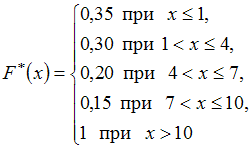 0,35 при x ≤ 1,
0,30 при 1 < x ≤ 4,
F*(x) = { 0,20 при 4 < x ≤ 7,
0,15 при 7 < x ≤ 10,
1 при x > 10